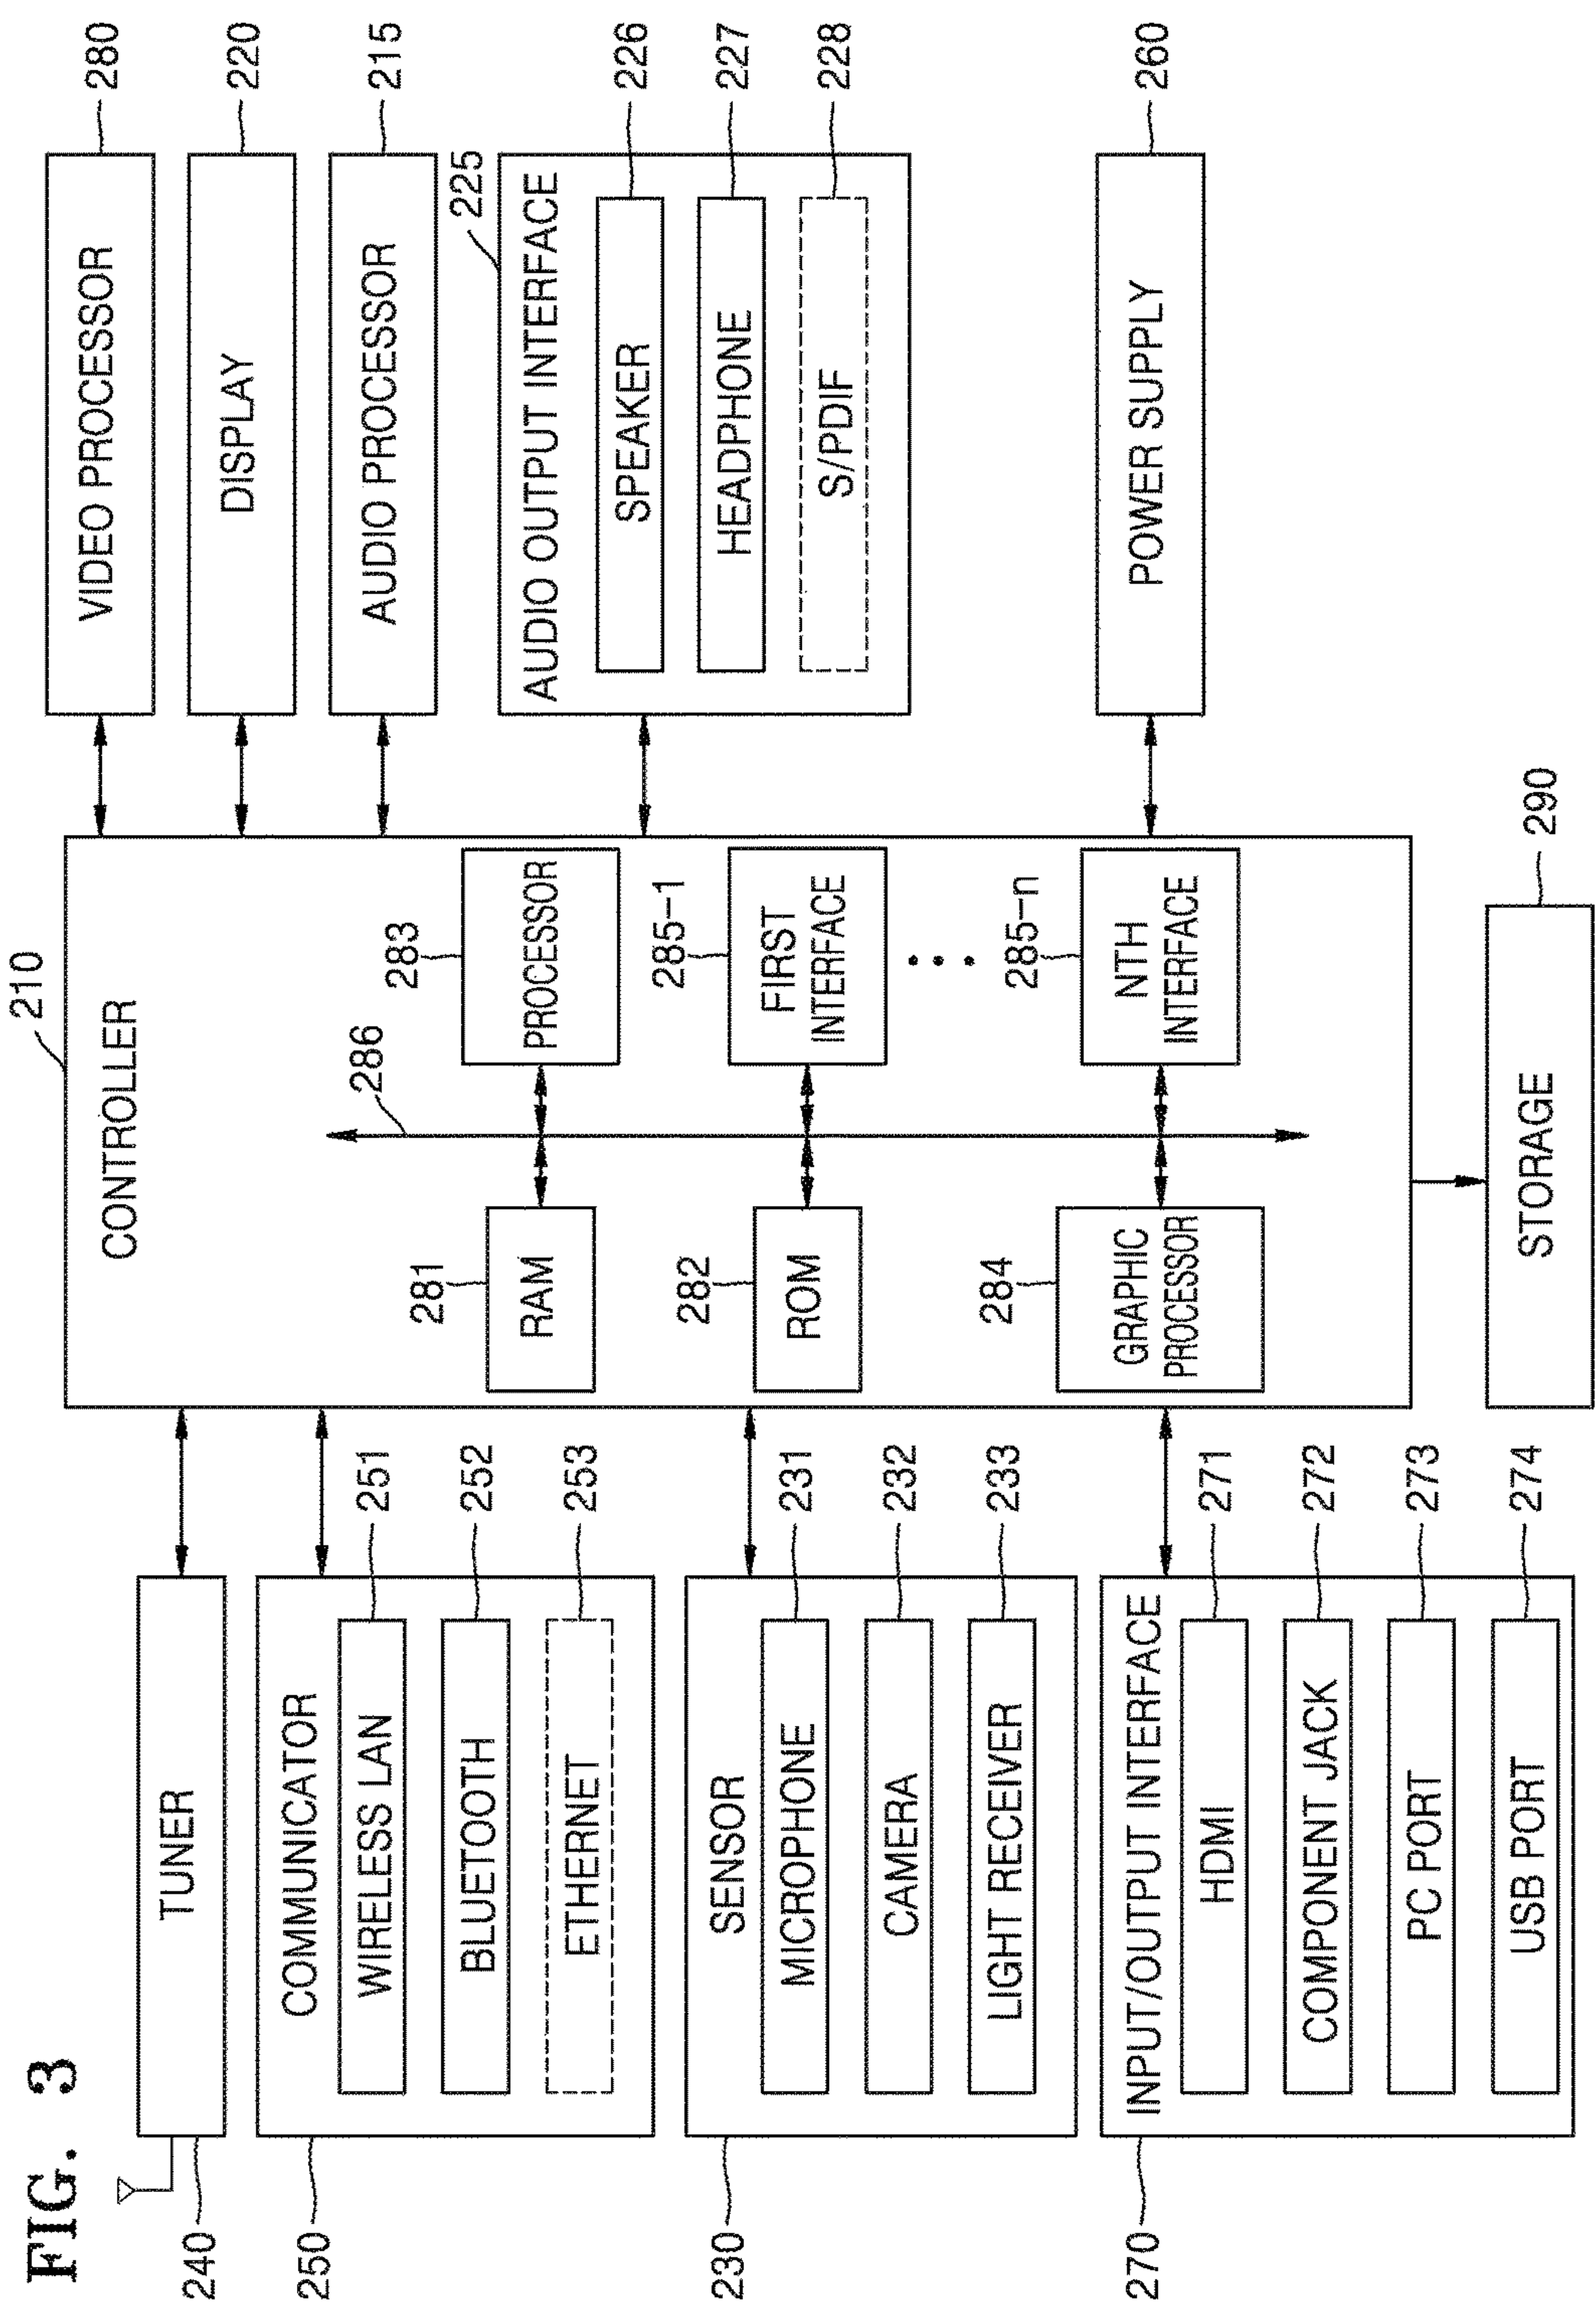 FIG. 3
TUNER
240
COMMUNICATOR
250
WIRELESS LAN
251
BLUETOOTH
252
ETHERNET
253
SENSOR
230
MICROPHONE
231
CAMERA
232
LIGHT RECEIVER
233
INPUT/OUTPUT INTERFACE
270
HDMI
271
COMPONENT JACK
272
PC PORT
273
USB PORT
274
210
CONTROLLER
286
281
RAM
283
PROCESSOR
282
ROM
285-1
FIRST
INTERFACE
284
GRAPHIC
PROCESSOR
285-n
NTH
INTERFACE
STORAGE
290
VIDEO PROCESSOR
280
DISPLAY
220
AUDIO PROCESSOR
215
225
AUDIO OUTPUT INTERFACE
SPEAKER
226
HEADPHONE
227
S/PDIF
228
POWER SUPPLY
260